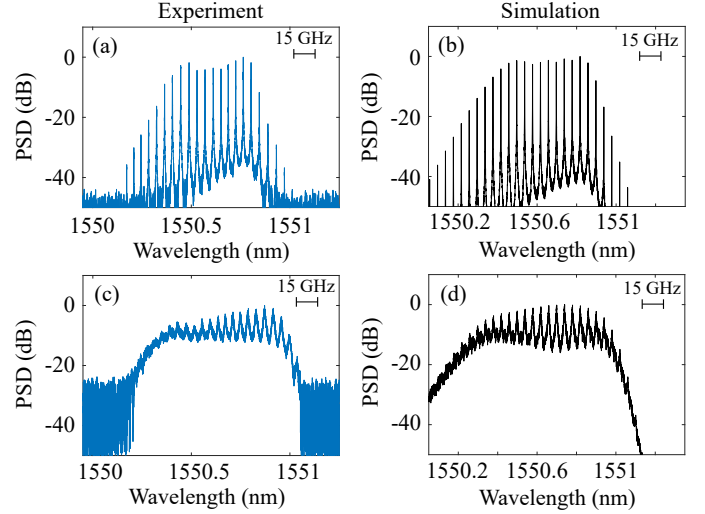 Experiment
Simulation
(a)
15 GHz
0
-20
-40
PSD (dB)
1550
1550.5
1551
Wavelength (nm)
(b)
15 GHz
0
-20
-40
PSD (dB)
1550.2
1550.6
1551
Wavelength (nm)
(c)
15 GHz
0
-20
-40
PSD (dB)
1550
1550.5
1551
Wavelength (nm)
(d)
15 GHz
0
-20
-40
PSD (dB)
1550.2
1550.6
1551
Wavelength (nm)